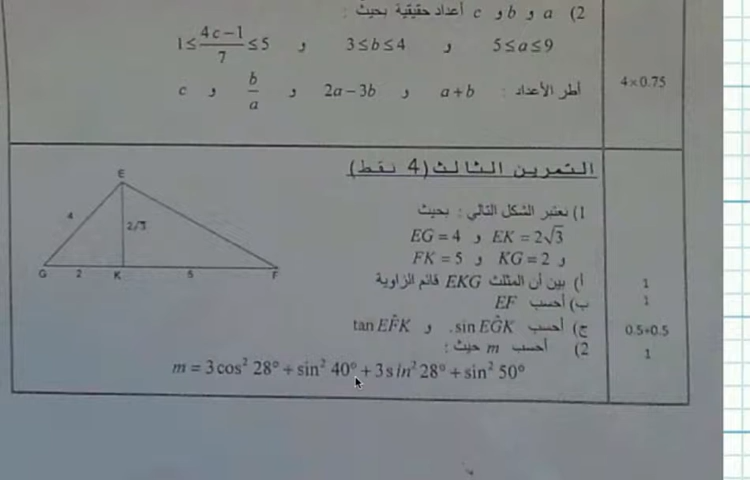 2) a و b و c أعداد حقيقية بحيث :
5≤a≤9 و 3≤b≤4 و 1≤(4c−1)/7≤5
أطر الأعداد : a+b و 2a−3b و b/a و c
4×0.75
التمرين الثالث (4 نقط)
1) نعتبر الشكل التالي : بحيث
EK = 2√3 و EG = 4
و KG = 2 و FK = 5
أ) بين أن المثلث EKG قائم الزاوية
1
ب) أحسب EF
1
ج) أحسب sin EĜK. و tan EF̂K
0.5+0.5
2) أحسب m حيث :
1
m = 3cos² 28° + sin² 40° + 3sin² 28° + sin² 50°
E
4
2√3
G
2
K
5
F